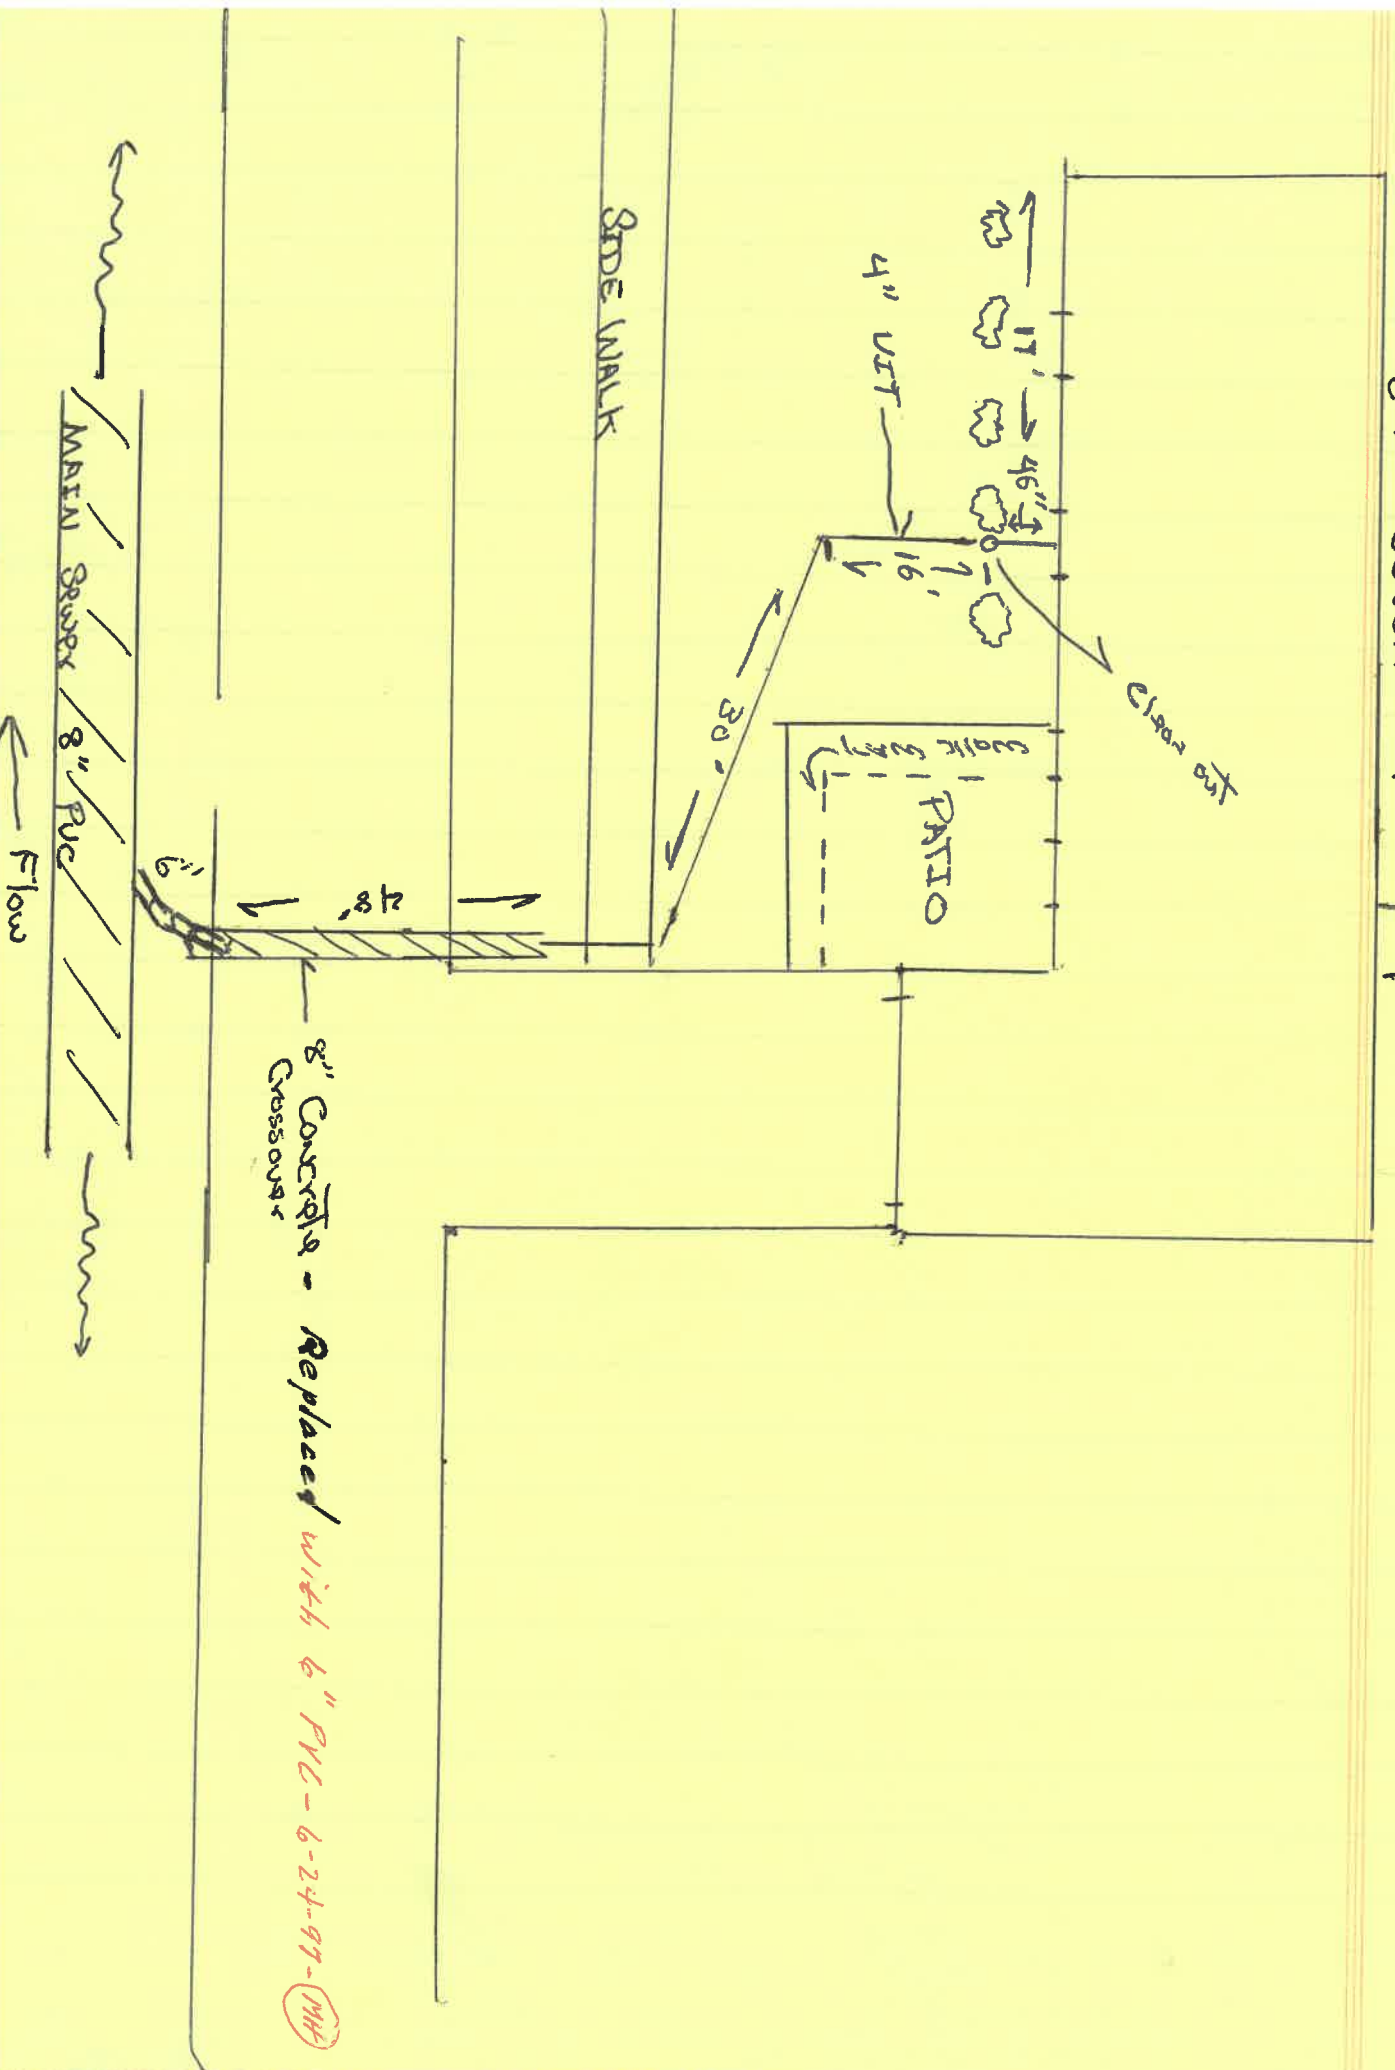 clean out
17'
46"
4" VIT
16'
Walk way
PATIO
30'
SIDE WALK
48'
8" Concrete - Replaced with 6" PVC - 6-24-97 - MH
Crossover
6"
MAIN Sewer 8" PVC
Flow